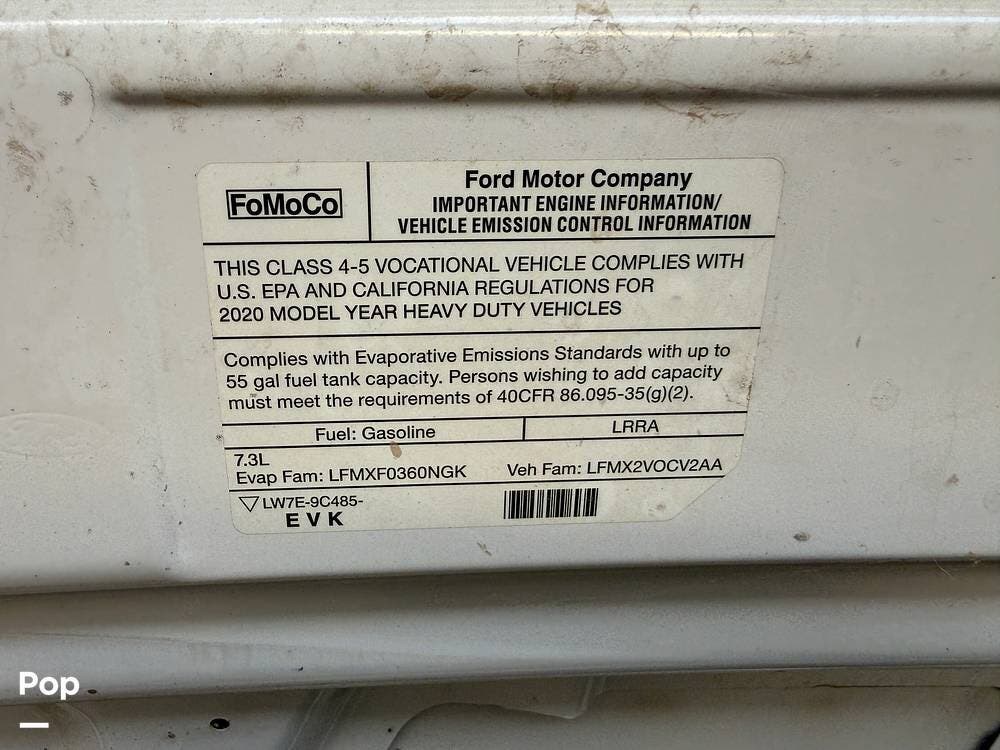 FoMoCo
Ford Motor Company
IMPORTANT ENGINE INFORMATION/
VEHICLE EMISSION CONTROL INFORMATION
THIS CLASS 4-5 VOCATIONAL VEHICLE COMPLIES WITH
U.S. EPA AND CALIFORNIA REGULATIONS FOR
2020 MODEL YEAR HEAVY DUTY VEHICLES
Complies with Evaporative Emissions Standards with up to
55 gal fuel tank capacity. Persons wishing to add capacity
must meet the requirements of 40CFR 86.095-35(g)(2).
Fuel: Gasoline LRRA
7.3L
Evap Fam: LFMXF0360NGK Veh Fam: LFMX2VOCV2AA
LW7E-9C485-
E V K
Pop